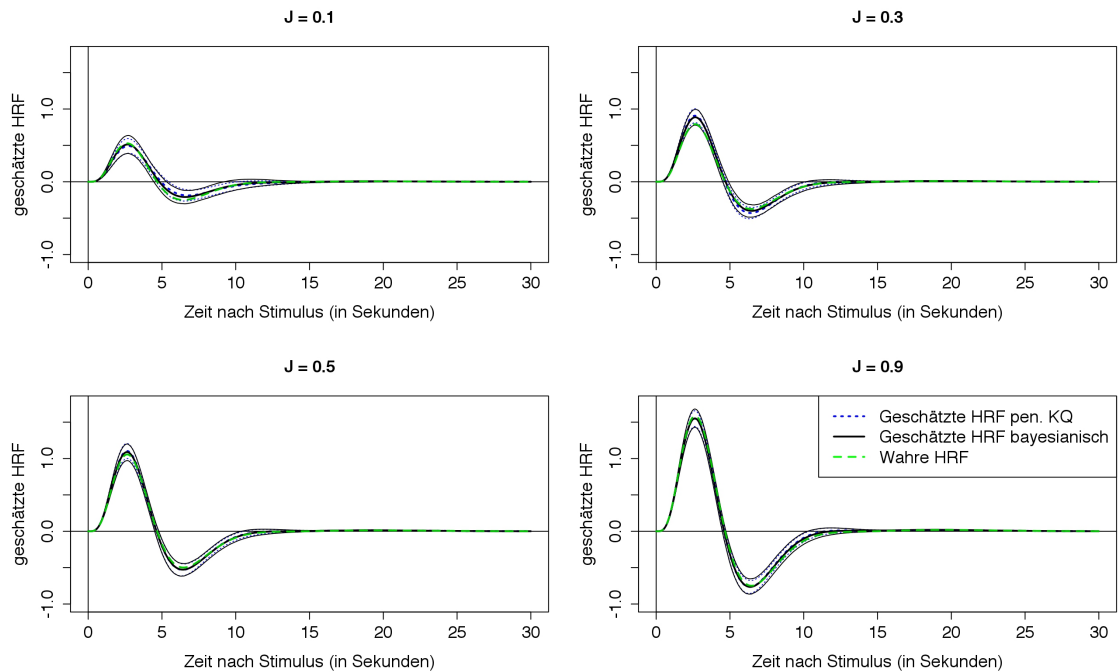 J = 0.1
geschätzte HRF
1.0
0.0
-1.0
0 5 10 15 20 25 30
Zeit nach Stimulus (in Sekunden)
J = 0.3
geschätzte HRF
1.0
0.0
-1.0
0 5 10 15 20 25 30
Zeit nach Stimulus (in Sekunden)
J = 0.5
geschätzte HRF
1.0
0.0
-1.0
0 5 10 15 20 25 30
Zeit nach Stimulus (in Sekunden)
J = 0.9
geschätzte HRF
1.0
0.0
-1.0
Geschätzte HRF pen. KQ
Geschätzte HRF bayesianisch
Wahre HRF
0 5 10 15 20 25 30
Zeit nach Stimulus (in Sekunden)